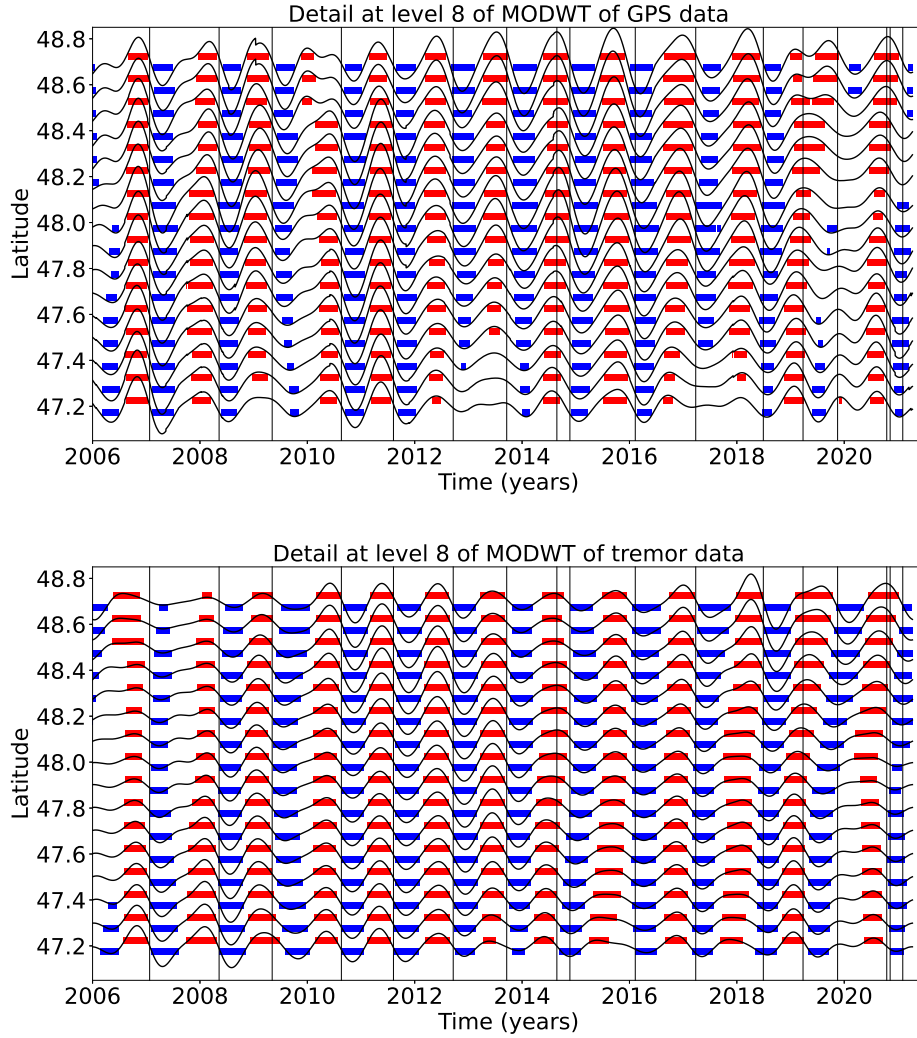 Detail at level 8 of MODWT of GPS data
48.8
48.6
48.4
48.2
48.0
47.8
47.6
47.4
47.2
Latitude
2006 2008 2010 2012 2014 2016 2018 2020
Time (years)
Detail at level 8 of MODWT of tremor data
48.8
48.6
48.4
48.2
48.0
47.8
47.6
47.4
47.2
Latitude
2006 2008 2010 2012 2014 2016 2018 2020
Time (years)